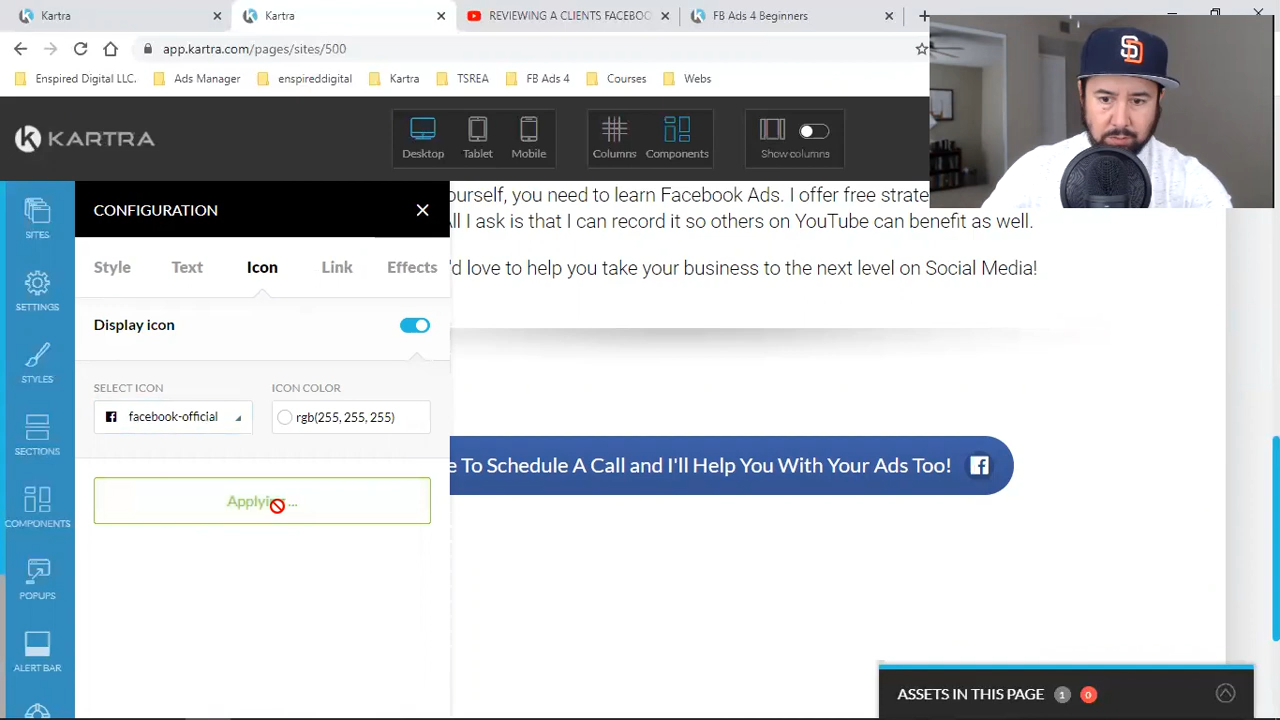 Kartra
Kartra
REVIEWING A CLIENTS FACEBO
FB Ads 4 Beginners
app.kartra.com/pages/sites/500
Enspired Digital LLC.
Ads Manager
enspireddigital
Kartra
TSREA
FB Ads 4
Courses
Webs
KARTRA
Desktop
Tablet
Mobile
Columns
Components
Show columns
SITES
SETTINGS
STYLES
SECTIONS
COMPONENTS
POPUPS
ALERT BAR
CONFIGURATION
Style
Text
Icon
Link
Effects
Display icon
SELECT ICON
ICON COLOR
facebook-official
rgb(255, 255, 255)
Applying ...
ourself, you need to learn Facebook Ads. I offer free strate
ll I ask is that I can record it so others on YouTube can benefit as well.
'd love to help you take your business to the next level on Social Media!
e To Schedule A Call and I'll Help You With Your Ads Too!
ASSETS IN THIS PAGE 1 0